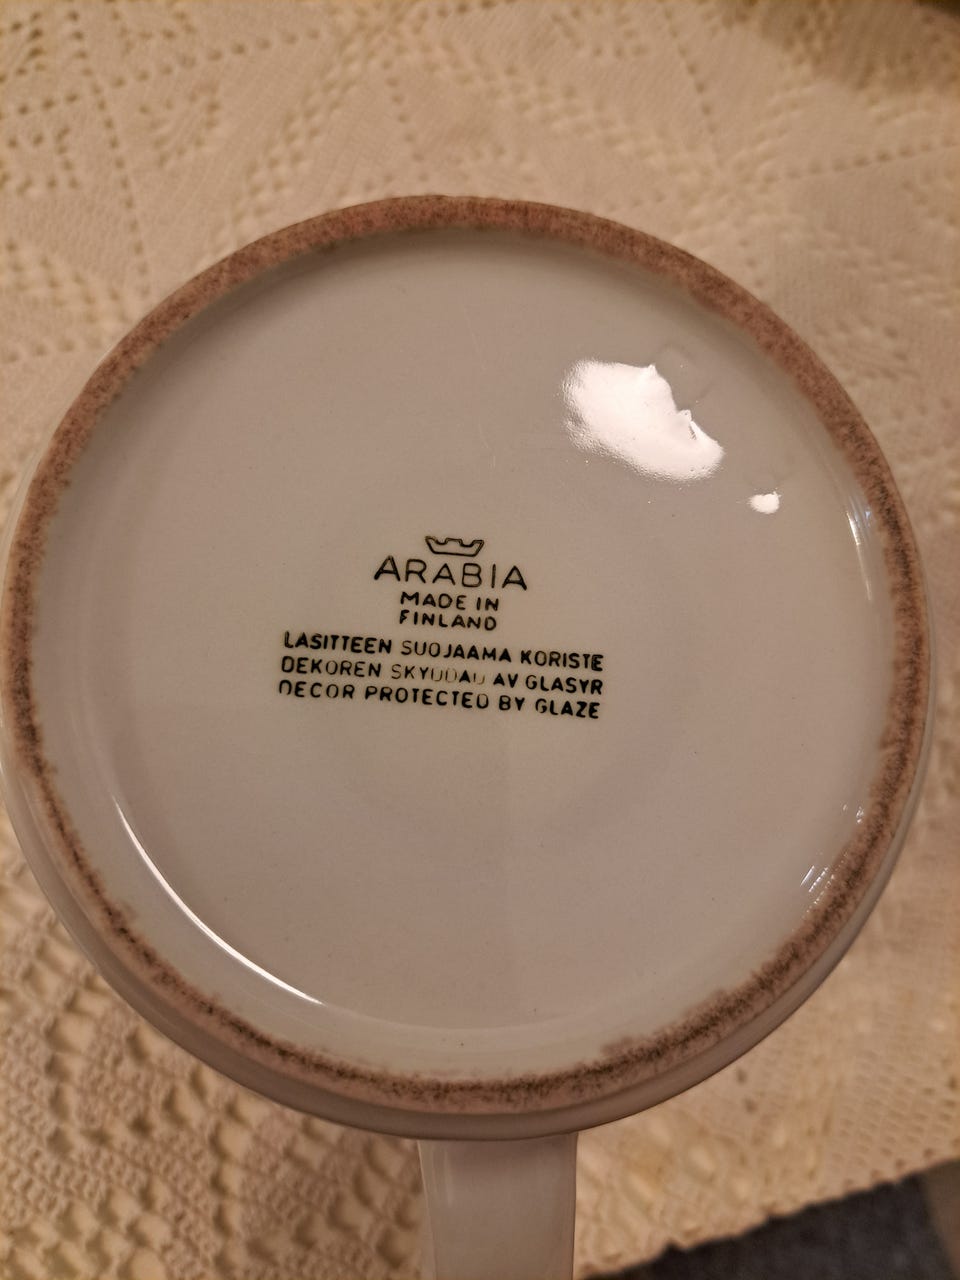 ARABIA
MADE IN
FINLAND
LASITTEEN SUOJAAMA KORISTE
DEKOREN SKYDDAD AV GLASYR
DECOR PROTECTED BY GLAZE